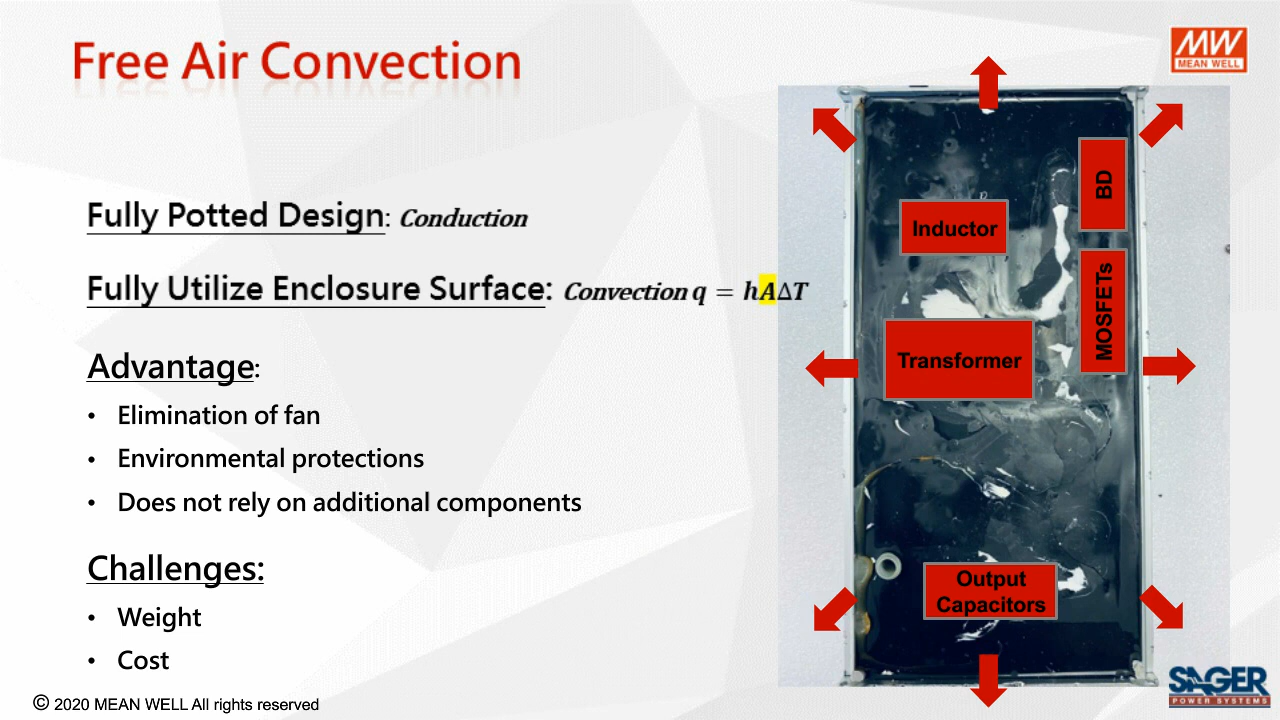 Free Air Convection
MW
MEAN WELL
Fully Potted Design: Conduction
Fully Utilize Enclosure Surface: Convection q = hAΔT
Advantage:
• Elimination of fan
• Environmental protections
• Does not rely on additional components
Challenges:
• Weight
• Cost
BD
Inductor
MOSFETs
Transformer
Output
Capacitors
© 2020 MEAN WELL All rights reserved
SAGER
POWER SYSTEMS